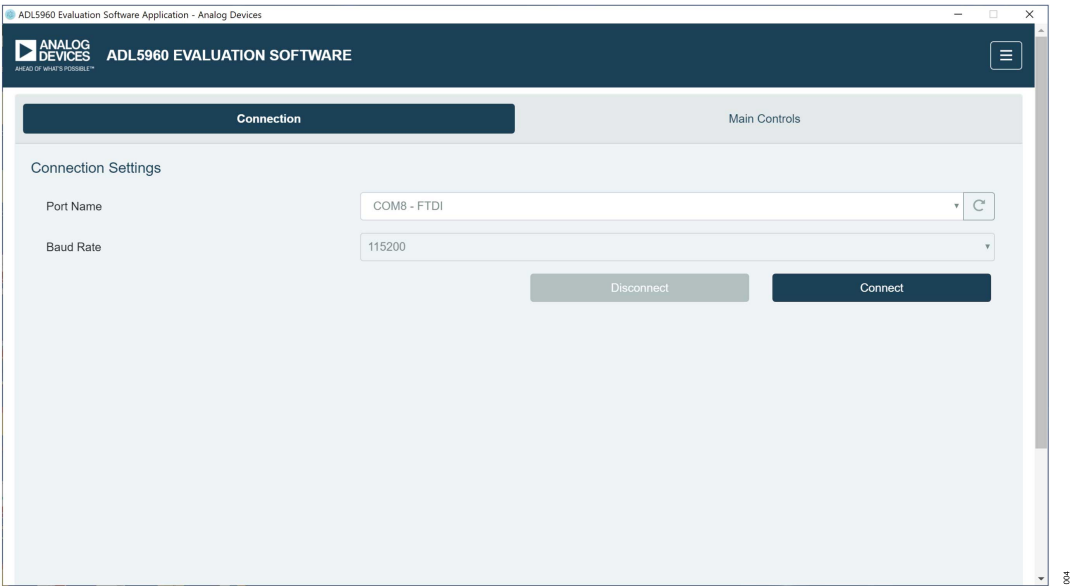 ADL5960 Evaluation Software Application - Analog Devices
ANALOG
DEVICES
AHEAD OF WHAT'S POSSIBLE™
ADL5960 EVALUATION SOFTWARE
Connection
Main Controls
Connection Settings
Port Name
COM8 - FTDI
Baud Rate
115200
Disconnect
Connect
004